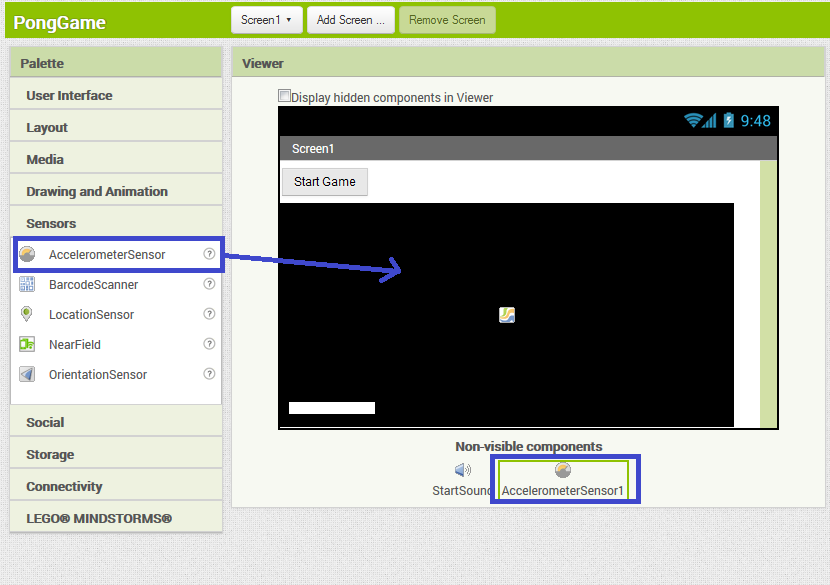 PongGame
Screen1 Add Screen ... Remove Screen
Palette
User Interface
Layout
Media
Drawing and Animation
Sensors
AccelerometerSensor ?
BarcodeScanner ?
LocationSensor ?
NearField ?
OrientationSensor ?
Social
Storage
Connectivity
LEGO® MINDSTORMS®
Viewer
Display hidden components in Viewer
9:48
Screen1
Start Game
Non-visible components
StartSound AccelerometerSensor1